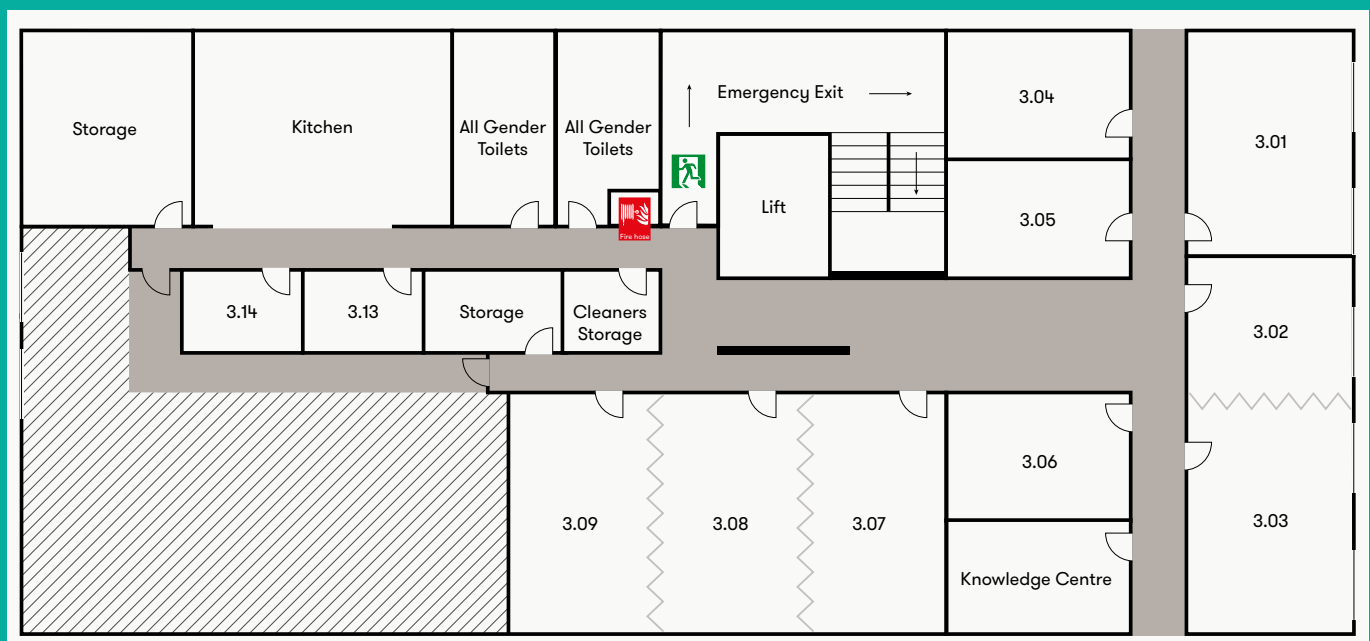 Emergency Exit
3.04
Storage
Kitchen
All Gender
Toilets
All Gender
Toilets
3.01
Lift
3.05
Fire hose
3.14
3.13
Storage
Cleaners
Storage
3.02
3.06
3.09
3.08
3.07
3.03
Knowledge Centre